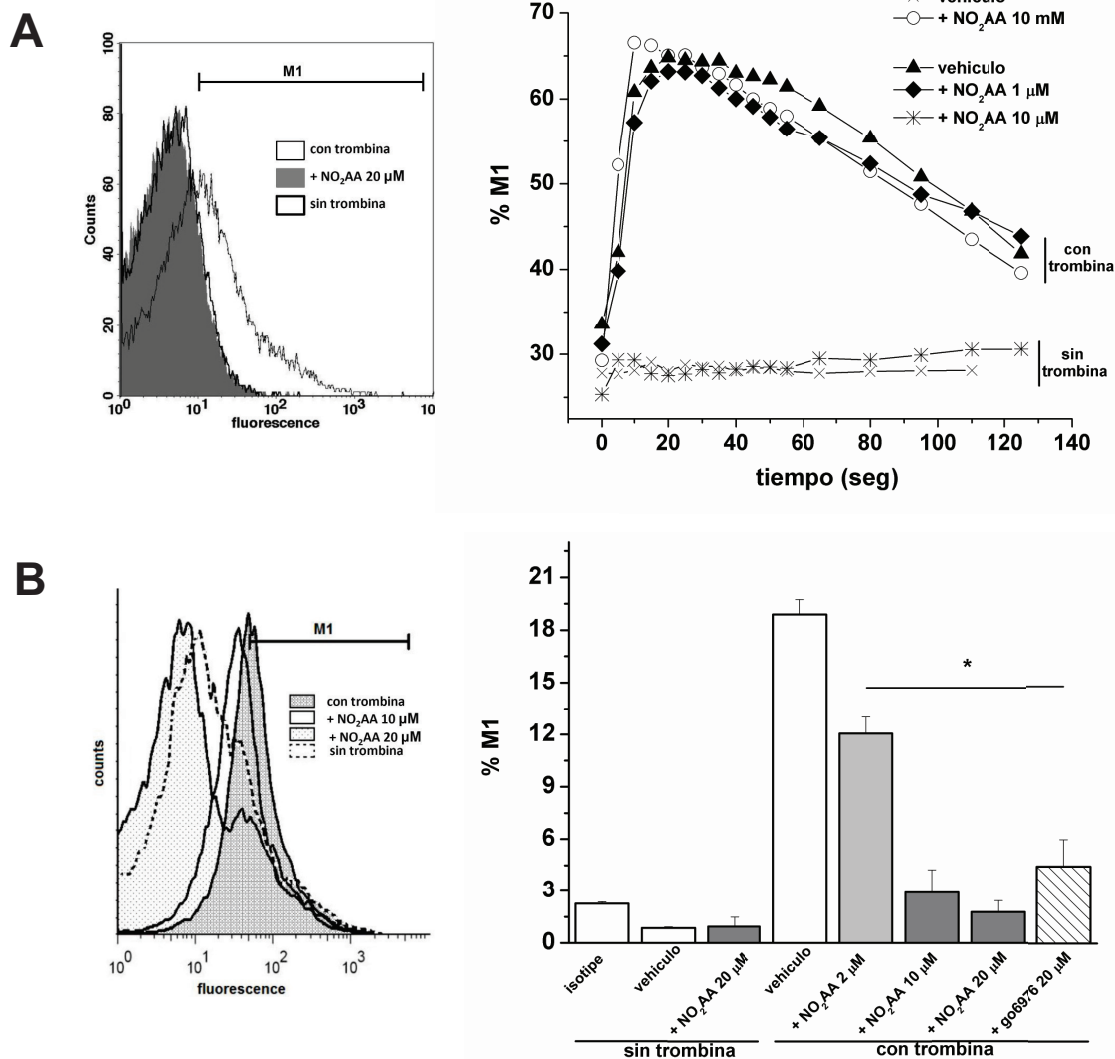 A
100
80
60
40
20
0
Counts
M1
con trombina
+ NO₂AA 20 µM
sin trombina
10⁰ 10¹ 10² 10³ 10
fluorescence
+ NO₂AA 10 mM
vehiculo
+ NO₂AA 1 µM
+ NO₂AA 10 µM
70
60
50
40
30
% M1
con
trombina
sin
trombina
0 20 40 60 80 100 120 140
tiempo (seg)
B
counts
M1
con trombina
+ NO₂AA 10 µM
+ NO₂AA 20 µM
sin trombina
10⁰ 10¹ 10² 10³
fluorescence
21
18
15
12
9
6
3
0
% M1
*
isotipe
vehiculo
+ NO₂AA 20 µM
vehiculo
+ NO₂AA 2 µM
+ NO₂AA 10 µM
+ NO₂AA 20 µM
+ go6976 20 µM
sin trombina
con trombina